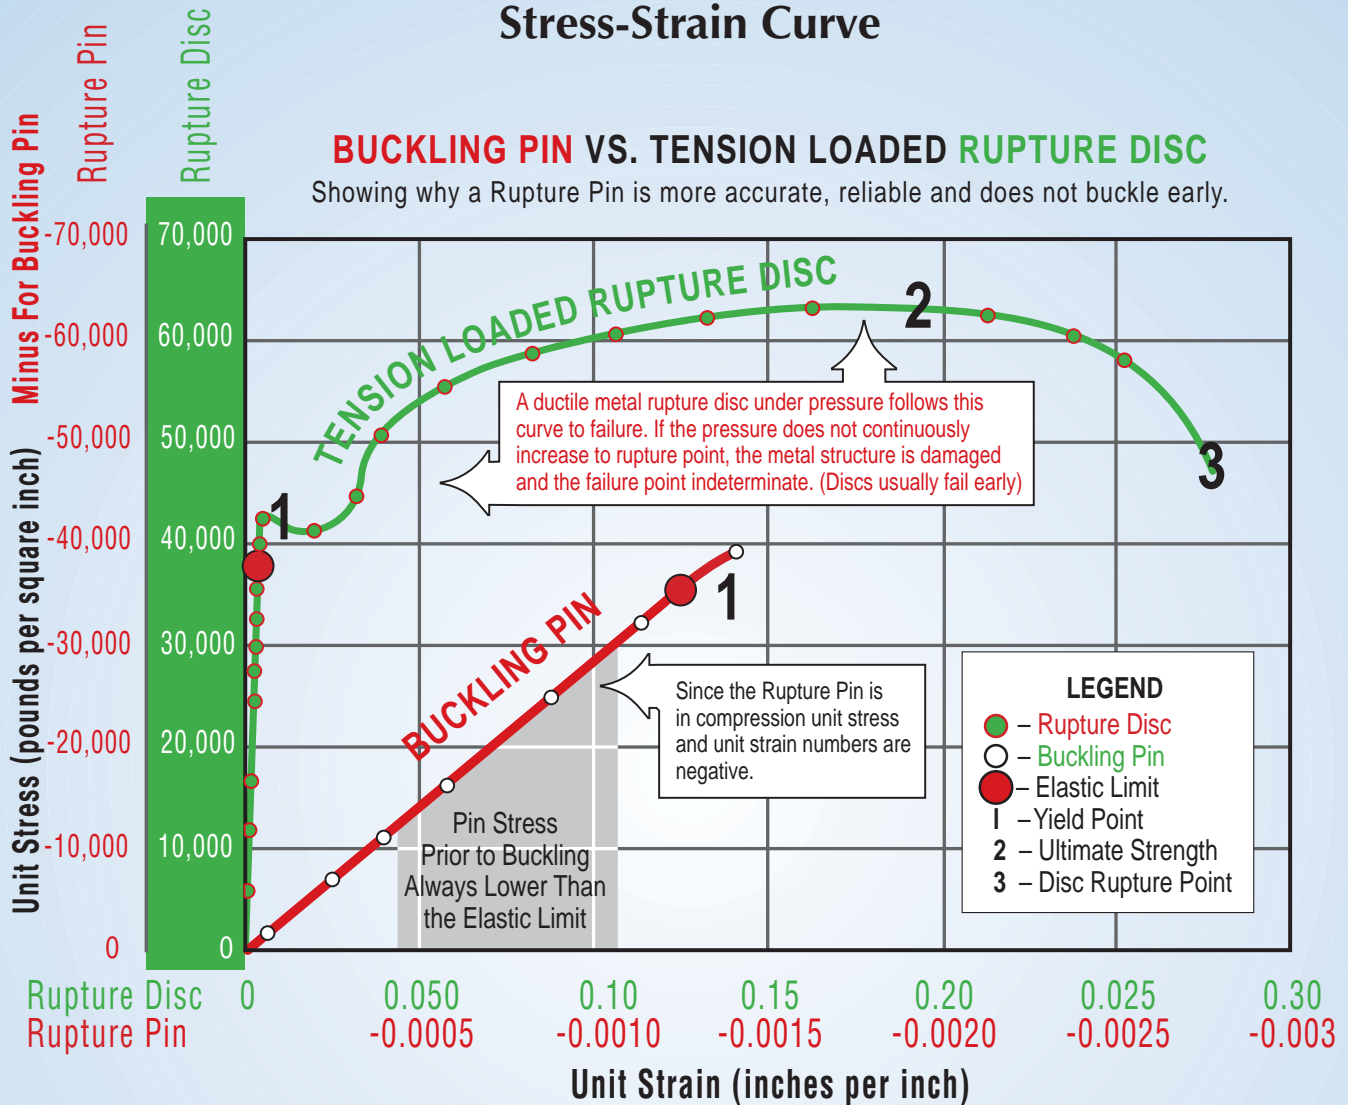 Stress-Strain Curve
Rupture Pin
Rupture Disc
BUCKLING PIN VS. TENSION LOADED RUPTURE DISC
Showing why a Rupture Pin is more accurate, reliable and does not buckle early.
Unit Stress (pounds per square inch) Minus For Buckling Pin
-70,000 70,000
-60,000 60,000
-50,000 50,000
-40,000 40,000
-30,000 30,000
-20,000 20,000
-10,000 10,000
0 0
TENSION LOADED RUPTURE DISC
1
2
3
A ductile metal rupture disc under pressure follows this
curve to failure. If the pressure does not continuously
increase to rupture point, the metal structure is damaged
and the failure point indeterminate. (Discs usually fail early)
BUCKLING PIN
1
Since the Rupture Pin is
in compression unit stress
and unit strain numbers are
negative.
Pin Stress
Prior to Buckling
Always Lower Than
the Elastic Limit
LEGEND
– Rupture Disc
– Buckling Pin
– Elastic Limit
1 – Yield Point
2 – Ultimate Strength
3 – Disc Rupture Point
Rupture Disc 0 0.050 0.10 0.15 0.20 0.025 0.30
Rupture Pin -0.0005 -0.0010 -0.0015 -0.0020 -0.0025 -0.003
Unit Strain (inches per inch)